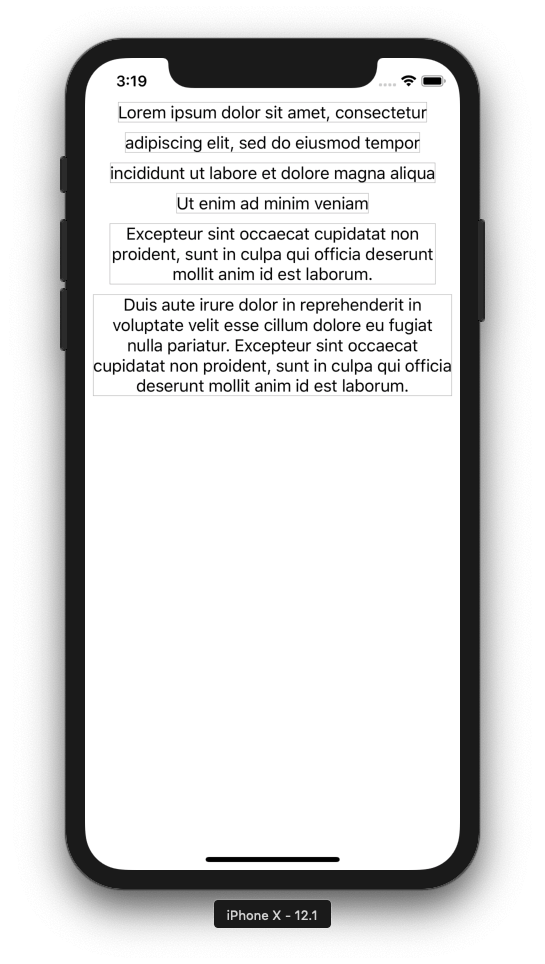 3:19
Lorem ipsum dolor sit amet, consectetur
adipiscing elit, sed do eiusmod tempor
incididunt ut labore et dolore magna aliqua
Ut enim ad minim veniam
Excepteur sint occaecat cupidatat non
proident, sunt in culpa qui officia deserunt
mollit anim id est laborum.
Duis aute irure dolor in reprehenderit in
voluptate velit esse cillum dolore eu fugiat
nulla pariatur. Excepteur sint occaecat
cupidatat non proident, sunt in culpa qui officia
deserunt mollit anim id est laborum.
iPhone X - 12.1